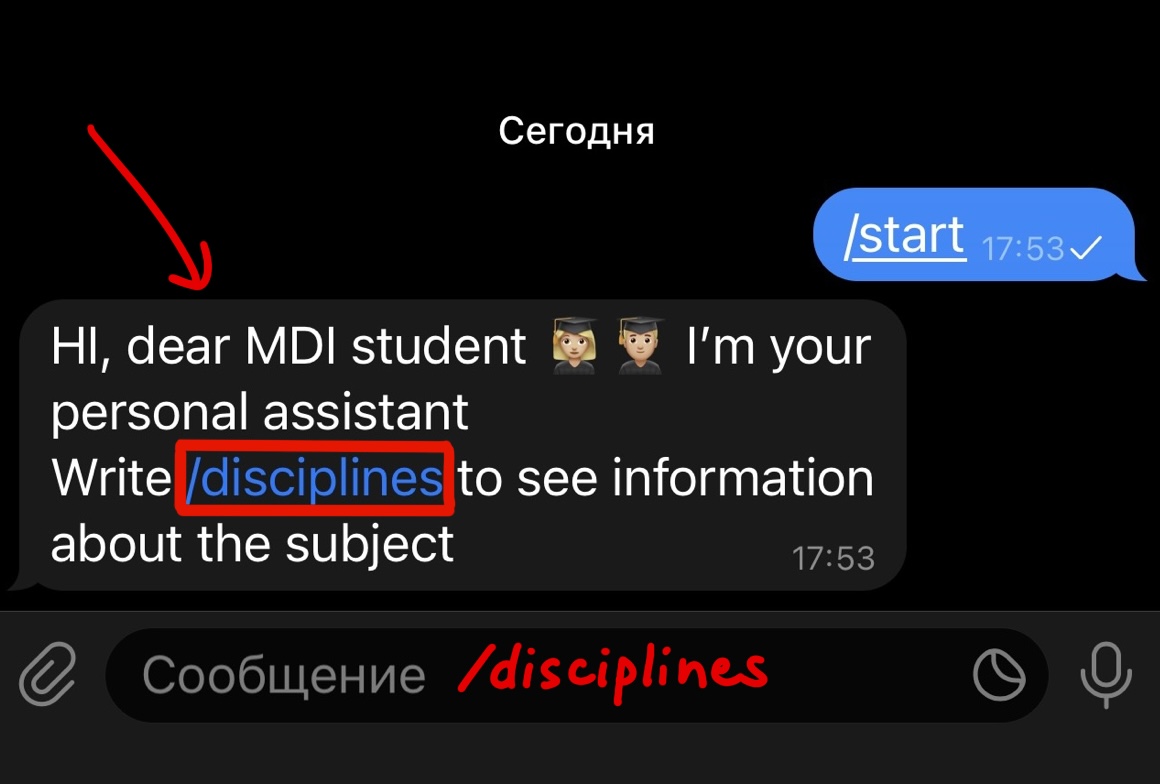 Сегодня
/start 17:53
HI, dear MDI student 👩🏼‍🎓 👨🏼‍🎓 I’m your
personal assistant
Write /disciplines to see information
about the subject
17:53
Сообщение /disciplines